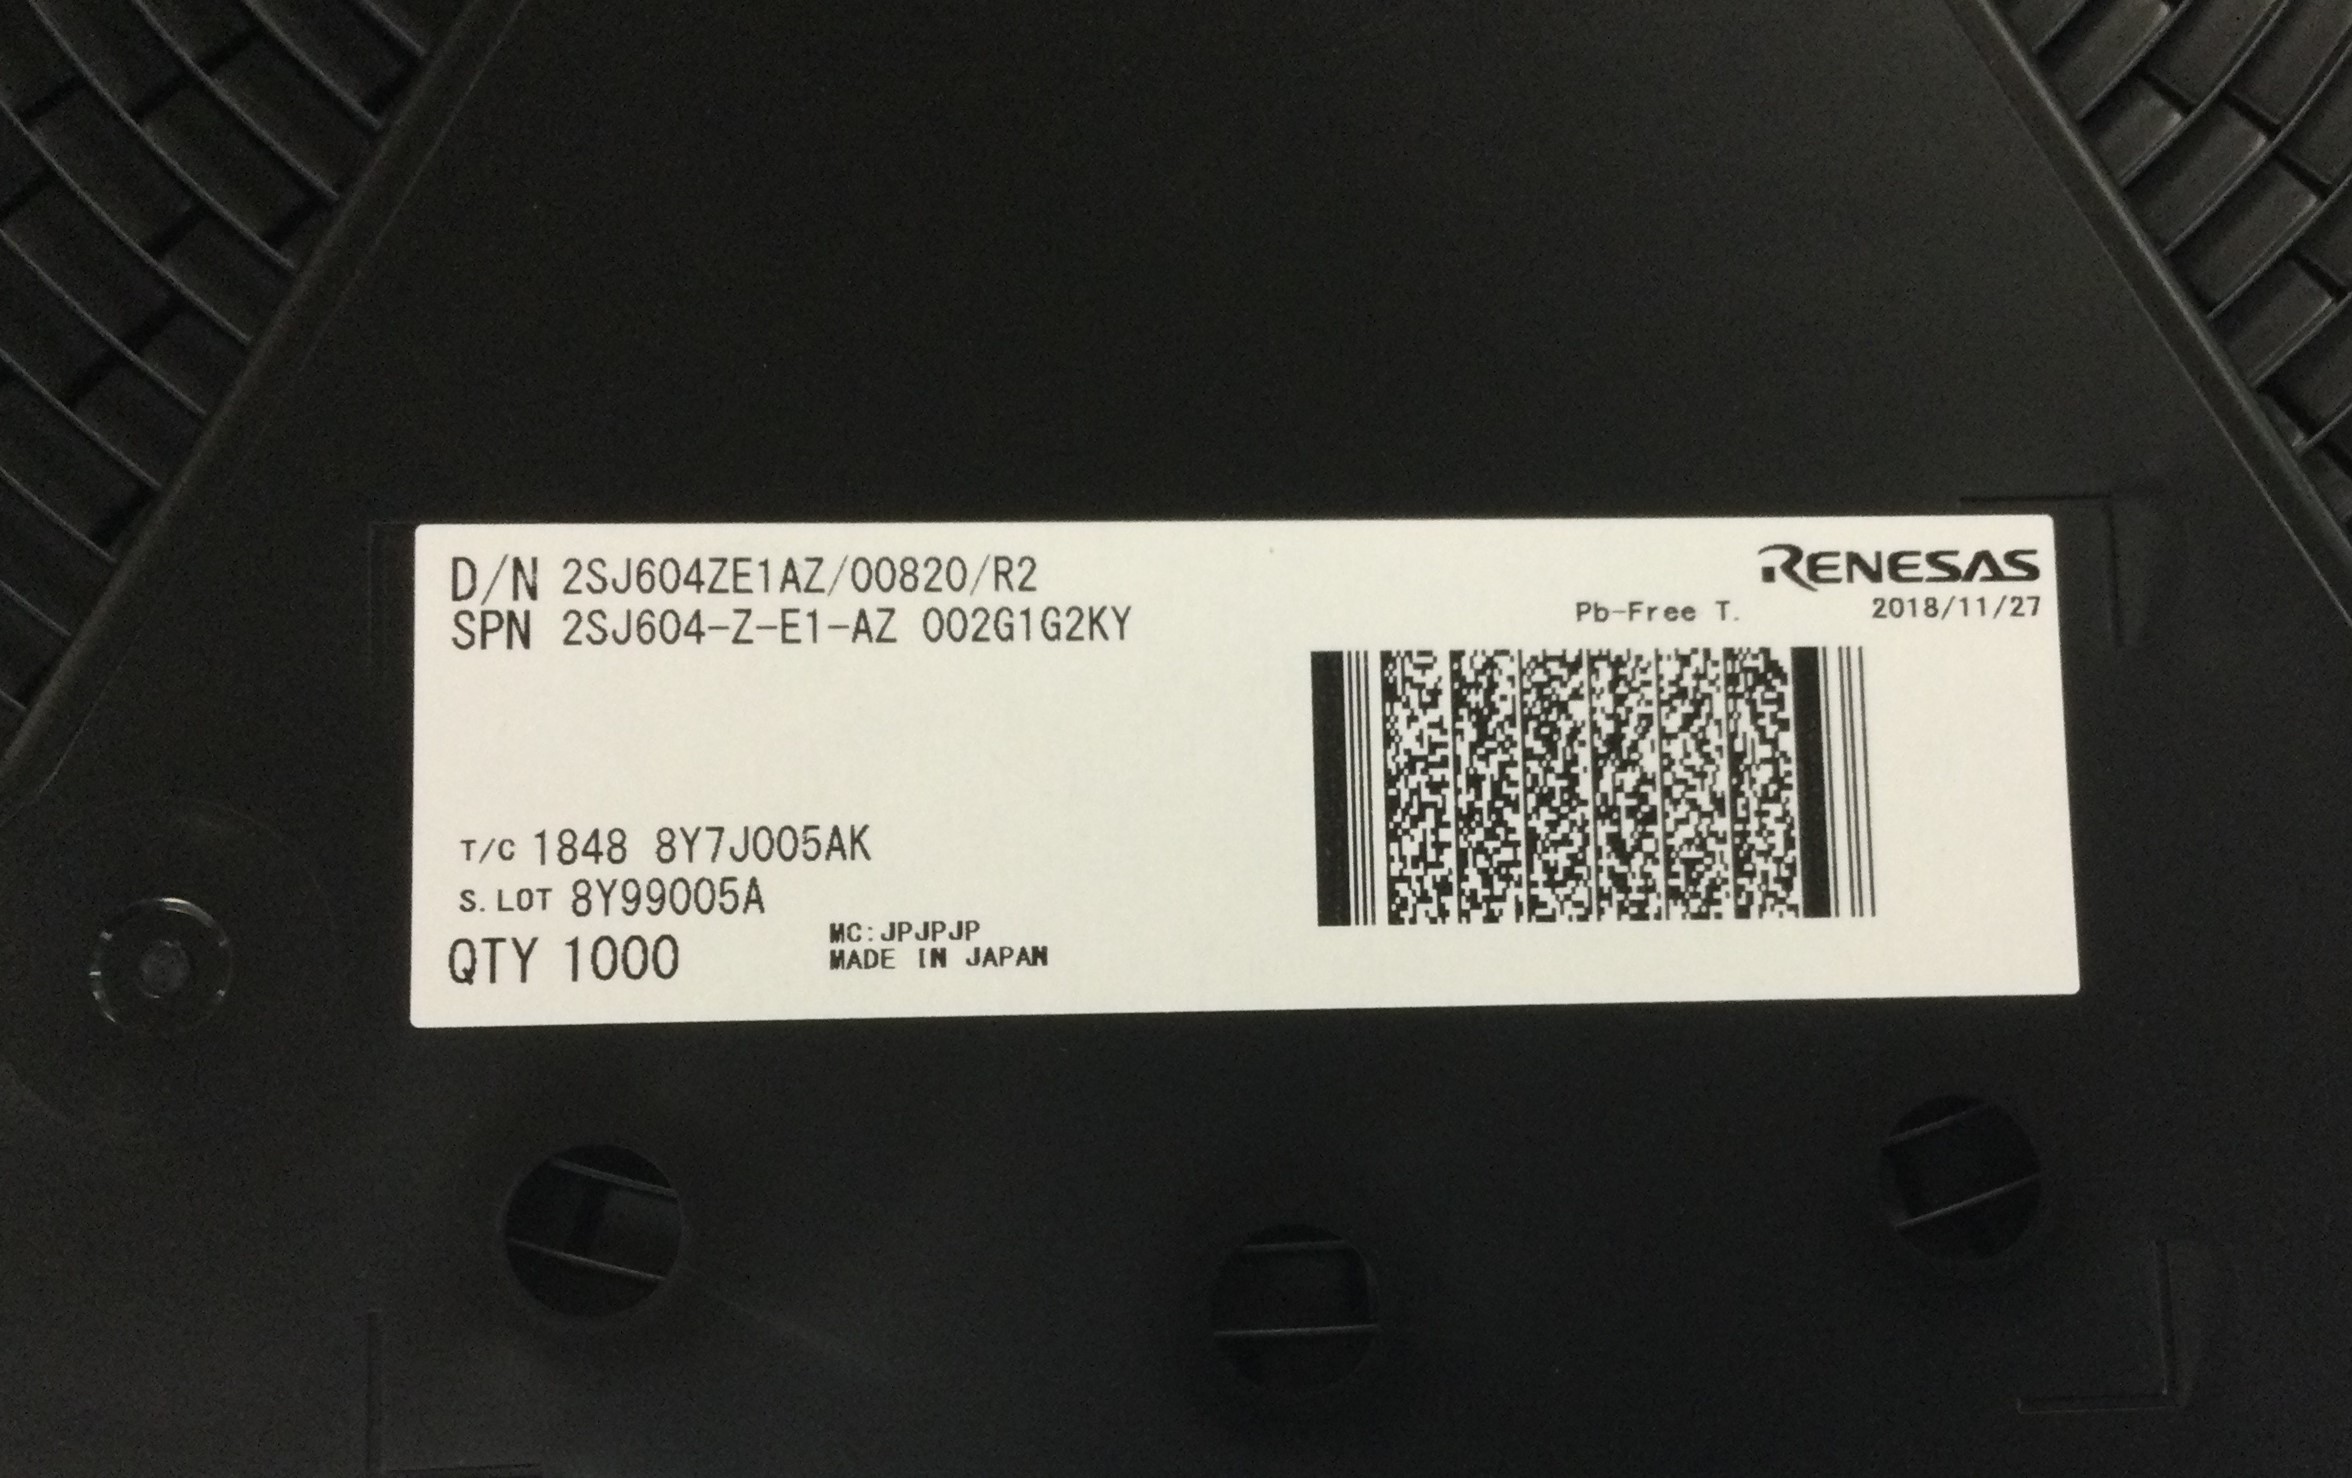 D/N 2SJ604ZE1AZ/00820/R2
RENESAS
SPN 2SJ604-Z-E1-AZ 002G1G2KY
Pb-Free T. 2018/11/27
T/C 1848 8Y7J005AK
S. LOT 8Y99005A
QTY 1000
MC:JPJPJP
MADE IN JAPAN